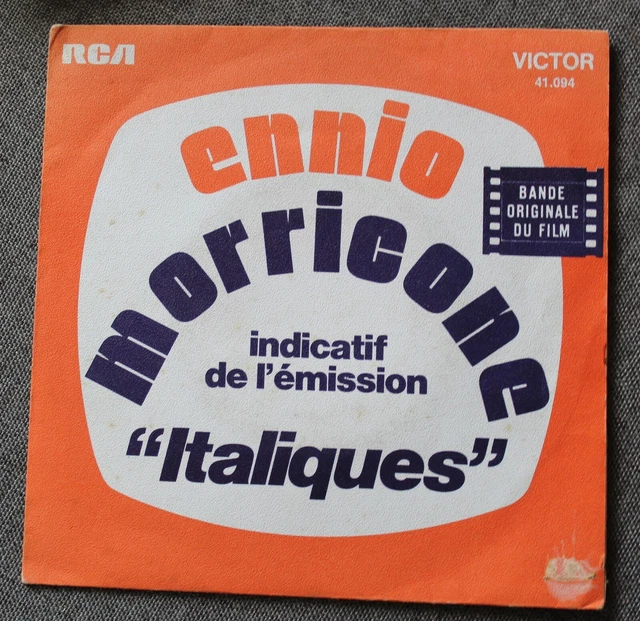 RCA
VICTOR
41.094
ennio
morricone
BANDE
ORIGINALE
DU FILM
indicatif
de l'émission
“Italiques”